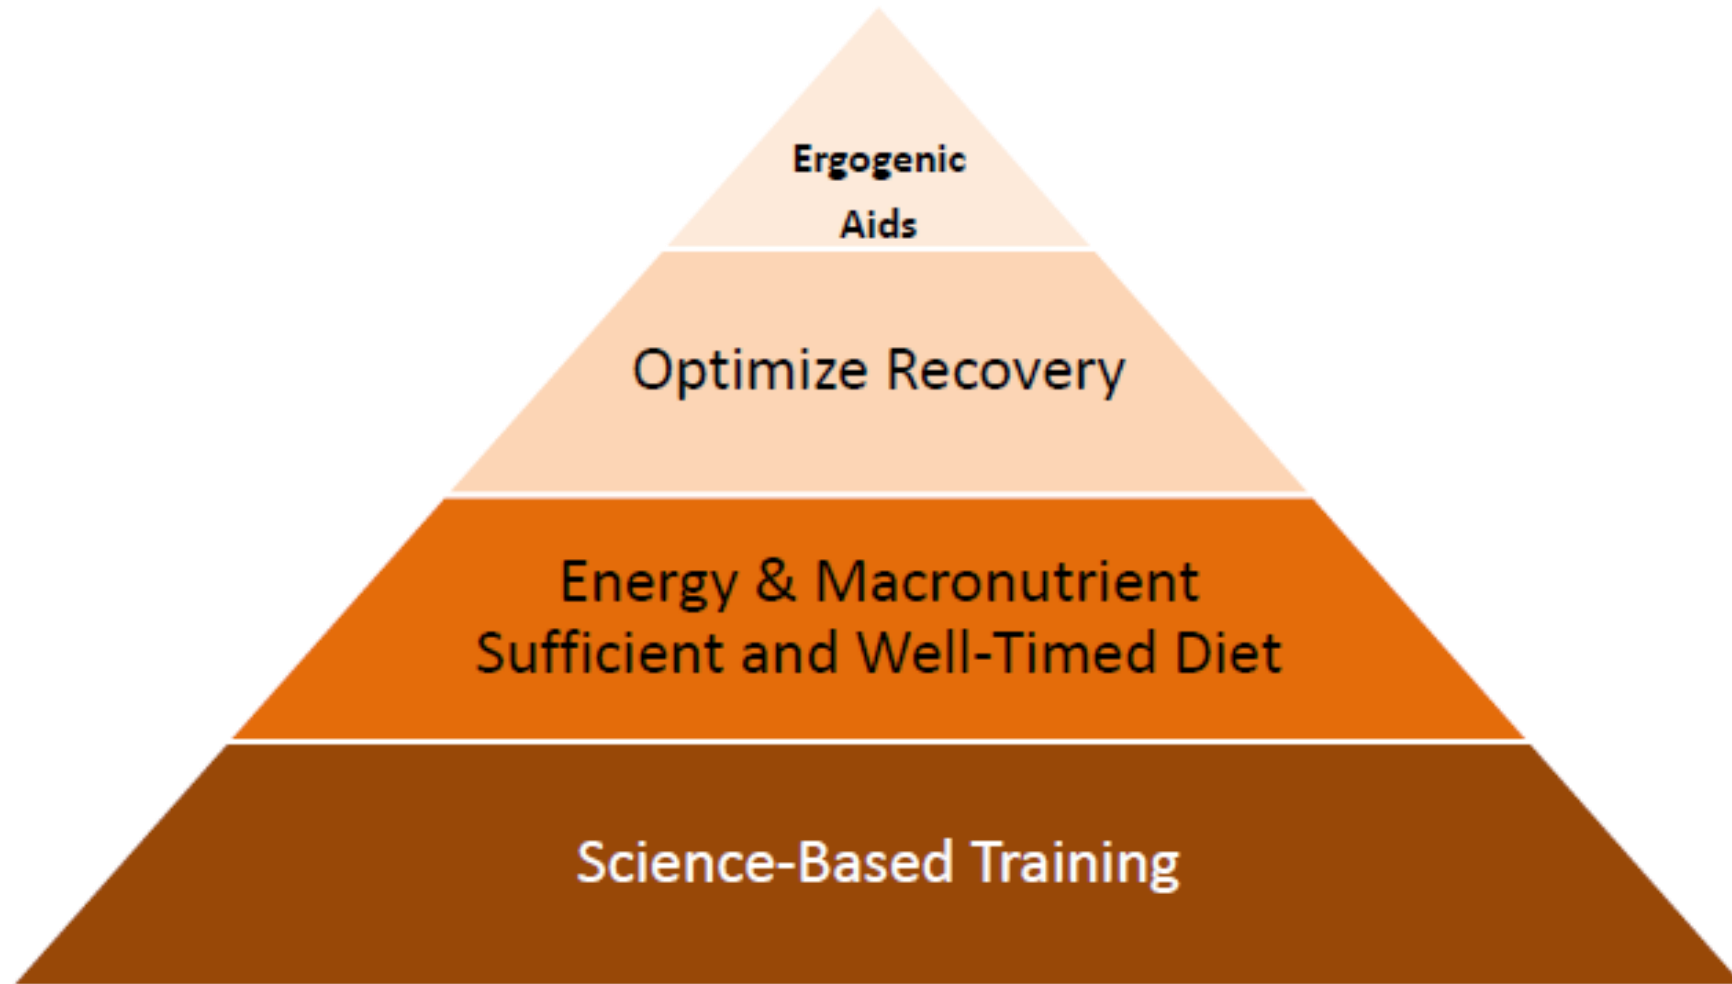 Ergogenic
Aids
Optimize Recovery
Energy & Macronutrient
Sufficient and Well-Timed Diet
Science-Based Training